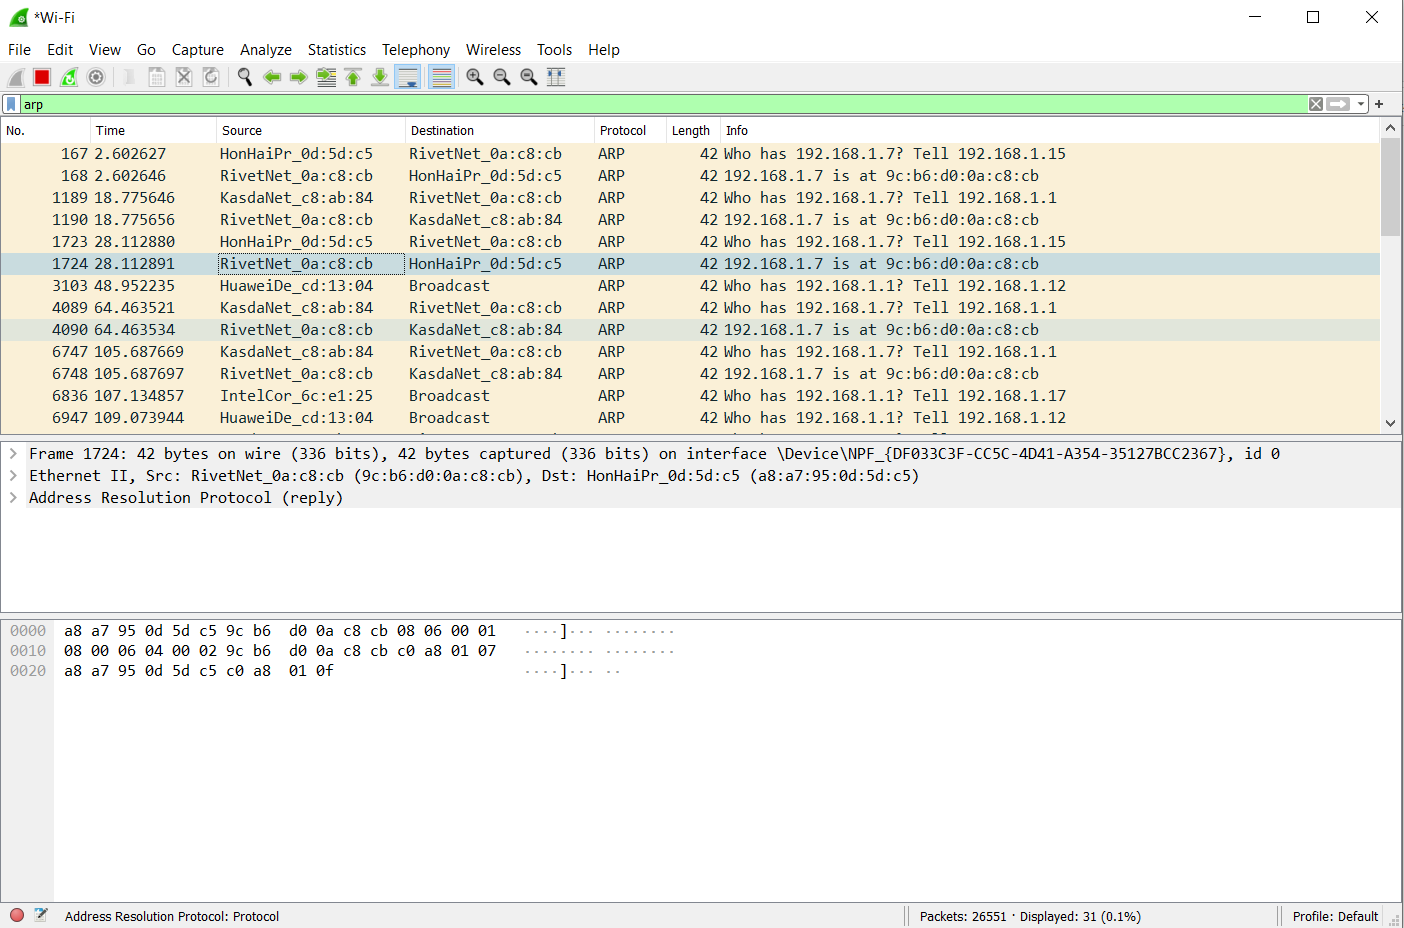 *Wi-Fi
File Edit View Go Capture Analyze Statistics Telephony Wireless Tools Help
arp
No. Time Source Destination Protocol Length Info
167 2.602627 HonHaiPr_0d:5d:c5 RivetNet_0a:c8:cb ARP 42 Who has 192.168.1.7? Tell 192.168.1.15
168 2.602646 RivetNet_0a:c8:cb HonHaiPr_0d:5d:c5 ARP 42 192.168.1.7 is at 9c:b6:d0:0a:c8:cb
1189 18.775646 KasdaNet_c8:ab:84 RivetNet_0a:c8:cb ARP 42 Who has 192.168.1.7? Tell 192.168.1.1
1190 18.775656 RivetNet_0a:c8:cb KasdaNet_c8:ab:84 ARP 42 192.168.1.7 is at 9c:b6:d0:0a:c8:cb
1723 28.112880 HonHaiPr_0d:5d:c5 RivetNet_0a:c8:cb ARP 42 Who has 192.168.1.7? Tell 192.168.1.15
1724 28.112891 RivetNet_0a:c8:cb HonHaiPr_0d:5d:c5 ARP 42 192.168.1.7 is at 9c:b6:d0:0a:c8:cb
3103 48.952235 HuaweiDe_cd:13:04 Broadcast ARP 42 Who has 192.168.1.1? Tell 192.168.1.12
4089 64.463521 KasdaNet_c8:ab:84 RivetNet_0a:c8:cb ARP 42 Who has 192.168.1.7? Tell 192.168.1.1
4090 64.463534 RivetNet_0a:c8:cb KasdaNet_c8:ab:84 ARP 42 192.168.1.7 is at 9c:b6:d0:0a:c8:cb
6747 105.687669 KasdaNet_c8:ab:84 RivetNet_0a:c8:cb ARP 42 Who has 192.168.1.7? Tell 192.168.1.1
6748 105.687697 RivetNet_0a:c8:cb KasdaNet_c8:ab:84 ARP 42 192.168.1.7 is at 9c:b6:d0:0a:c8:cb
6836 107.134857 IntelCor_6c:e1:25 Broadcast ARP 42 Who has 192.168.1.1? Tell 192.168.1.17
6947 109.073944 HuaweiDe_cd:13:04 Broadcast ARP 42 Who has 192.168.1.1? Tell 192.168.1.12
Frame 1724: 42 bytes on wire (336 bits), 42 bytes captured (336 bits) on interface \Device\NPF_{DF033C3F-CC5C-4D41-A354-35127BCC2367}, id 0
Ethernet II, Src: RivetNet_0a:c8:cb (9c:b6:d0:0a:c8:cb), Dst: HonHaiPr_0d:5d:c5 (a8:a7:95:0d:5d:c5)
Address Resolution Protocol (reply)
0000 a8 a7 95 0d 5d c5 9c b6 d0 0a c8 cb 08 06 00 01 ····]··· ········
0010 08 00 06 04 00 02 9c b6 d0 0a c8 cb c0 a8 01 07 ········ ········
0020 a8 a7 95 0d 5d c5 c0 a8 01 0f ····]··· ··
Address Resolution Protocol: Protocol Packets: 26551 · Displayed: 31 (0.1%) Profile: Default